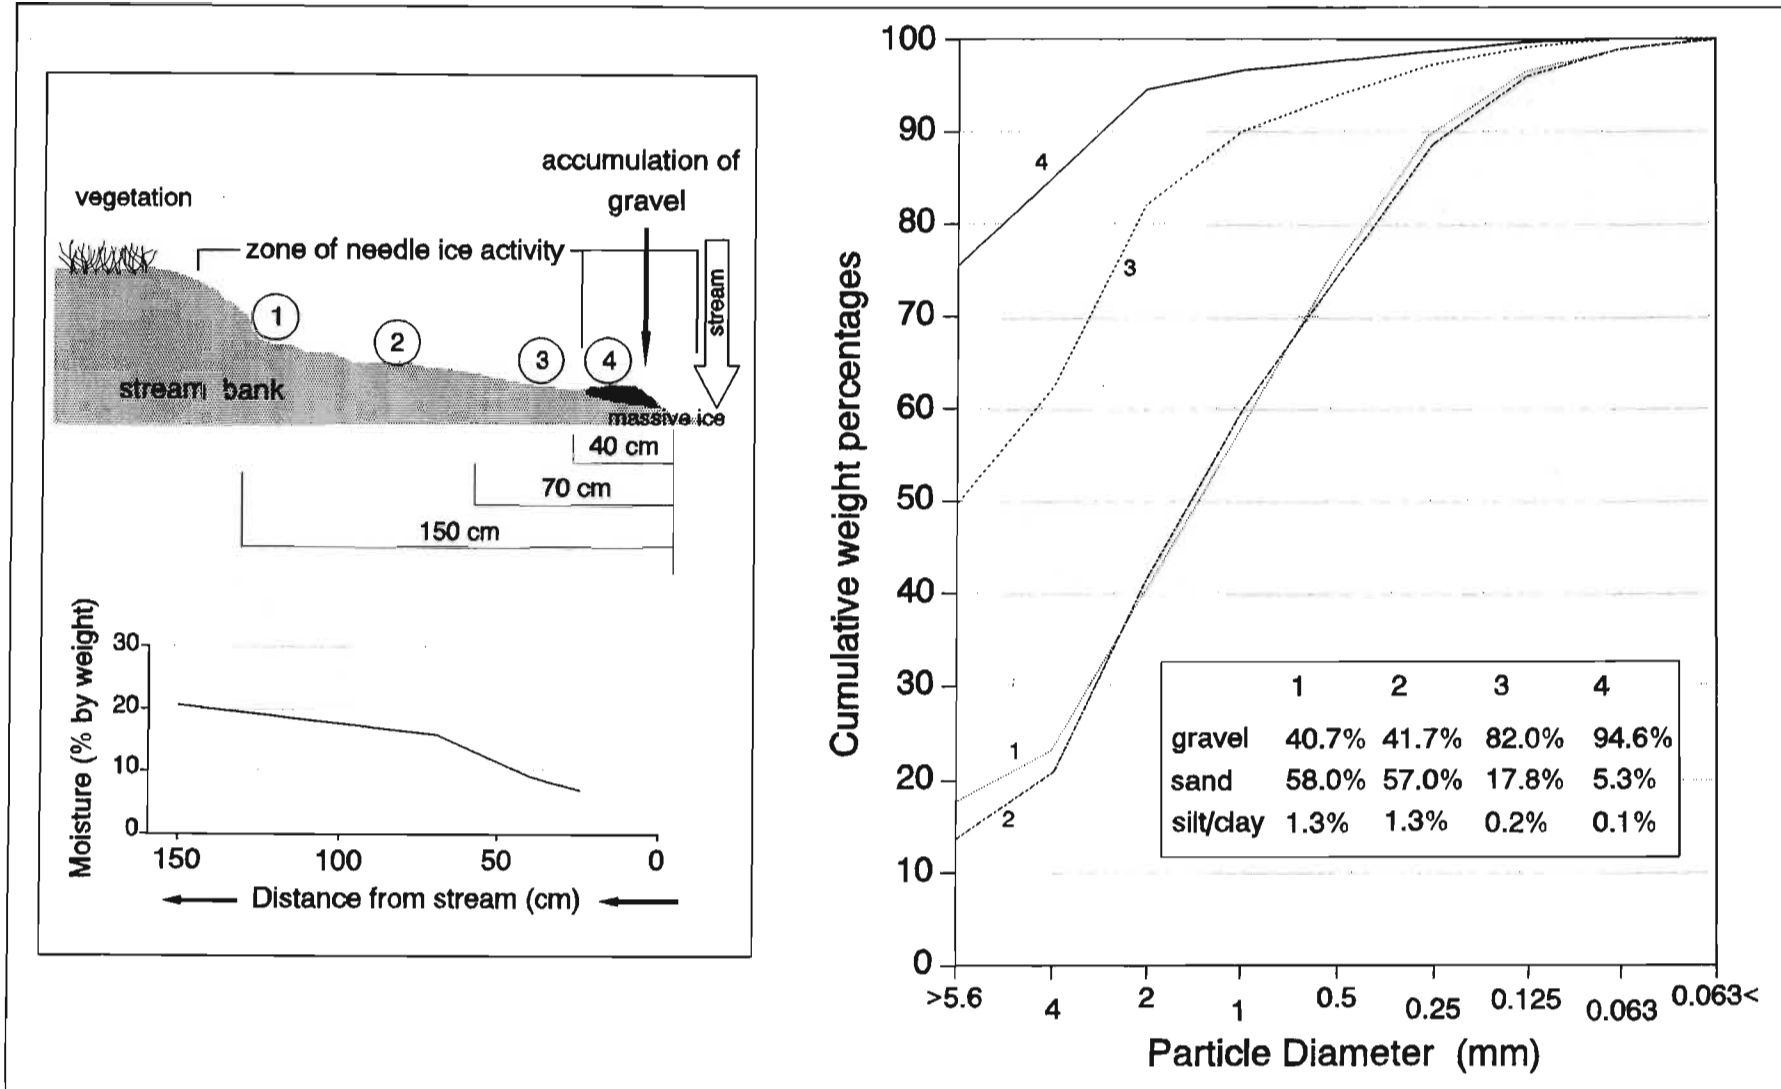 vegetation
accumulation of
gravel
zone of needle ice activity
stream
1
2
3
4
stream bank
massive ice
40 cm
70 cm
150 cm
Moisture (% by weight)
30
20
10
0
150 100 50 0
Distance from stream (cm)
Cumulative weight percentages
100
90
80
70
60
50
40
30
20
10
0
4
3
1
2
1 2 3 4
gravel 40.7% 41.7% 82.0% 94.6%
sand 58.0% 57.0% 17.8% 5.3%
silt/clay 1.3% 1.3% 0.2% 0.1%
>5.6 4 2 1 0.5 0.25 0.125 0.063 0.063<
Particle Diameter (mm)